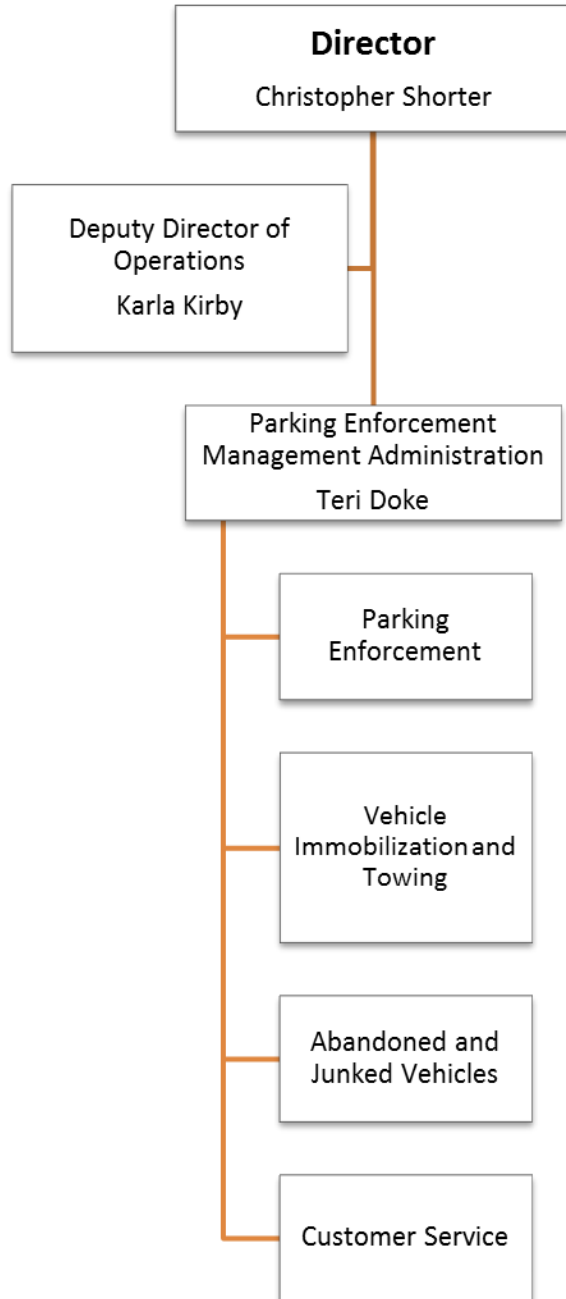 Director
Christopher Shorter
Deputy Director of
Operations
Karla Kirby
Parking Enforcement
Management Administration
Teri Doke
Parking
Enforcement
Vehicle
Immobilization and
Towing
Abandoned and
Junked Vehicles
Customer Service